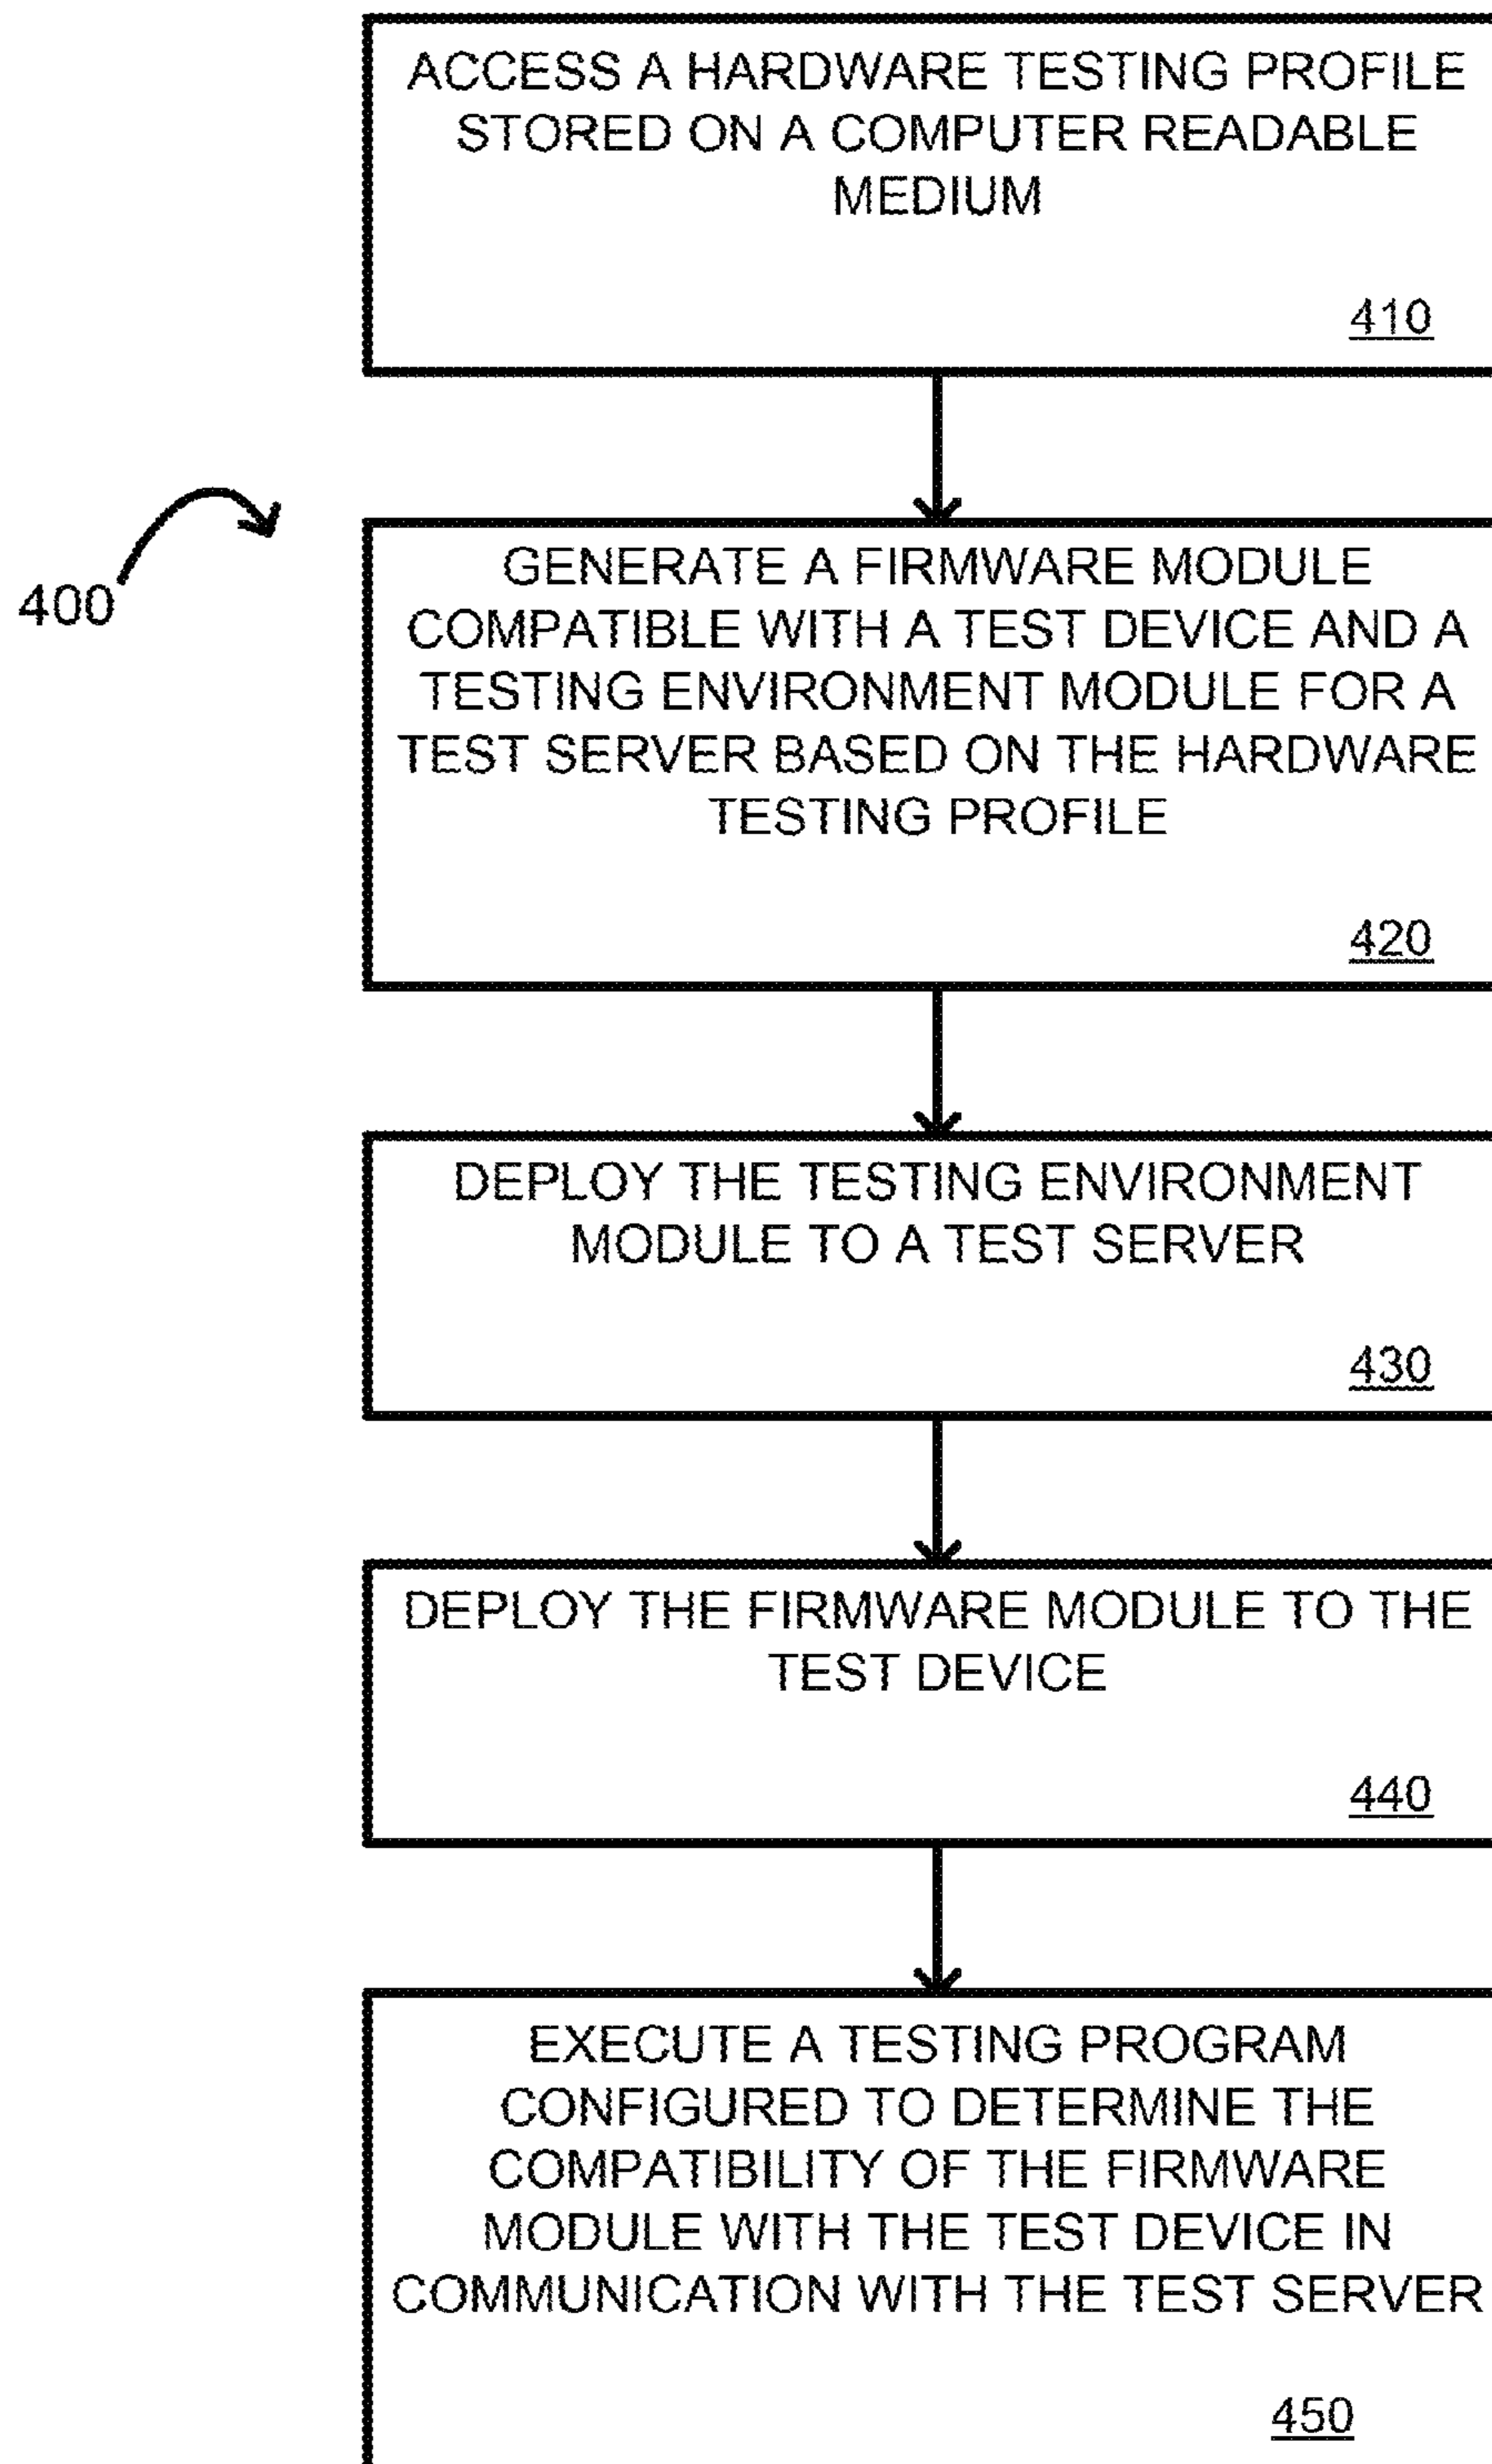 ACCESS A HARDWARE TESTING PROFILE
STORED ON A COMPUTER READABLE
MEDIUM
410
400
GENERATE A FIRMWARE MODULE
COMPATIBLE WITH A TEST DEVICE AND A
TESTING ENVIRONMENT MODULE FOR A
TEST SERVER BASED ON THE HARDWARE
TESTING PROFILE
420
DEPLOY THE TESTING ENVIRONMENT
MODULE TO A TEST SERVER
430
DEPLOY THE FIRMWARE MODULE TO THE
TEST DEVICE
440
EXECUTE A TESTING PROGRAM
CONFIGURED TO DETERMINE THE
COMPATIBILITY OF THE FIRMWARE
MODULE WITH THE TEST DEVICE IN
COMMUNICATION WITH THE TEST SERVER
450